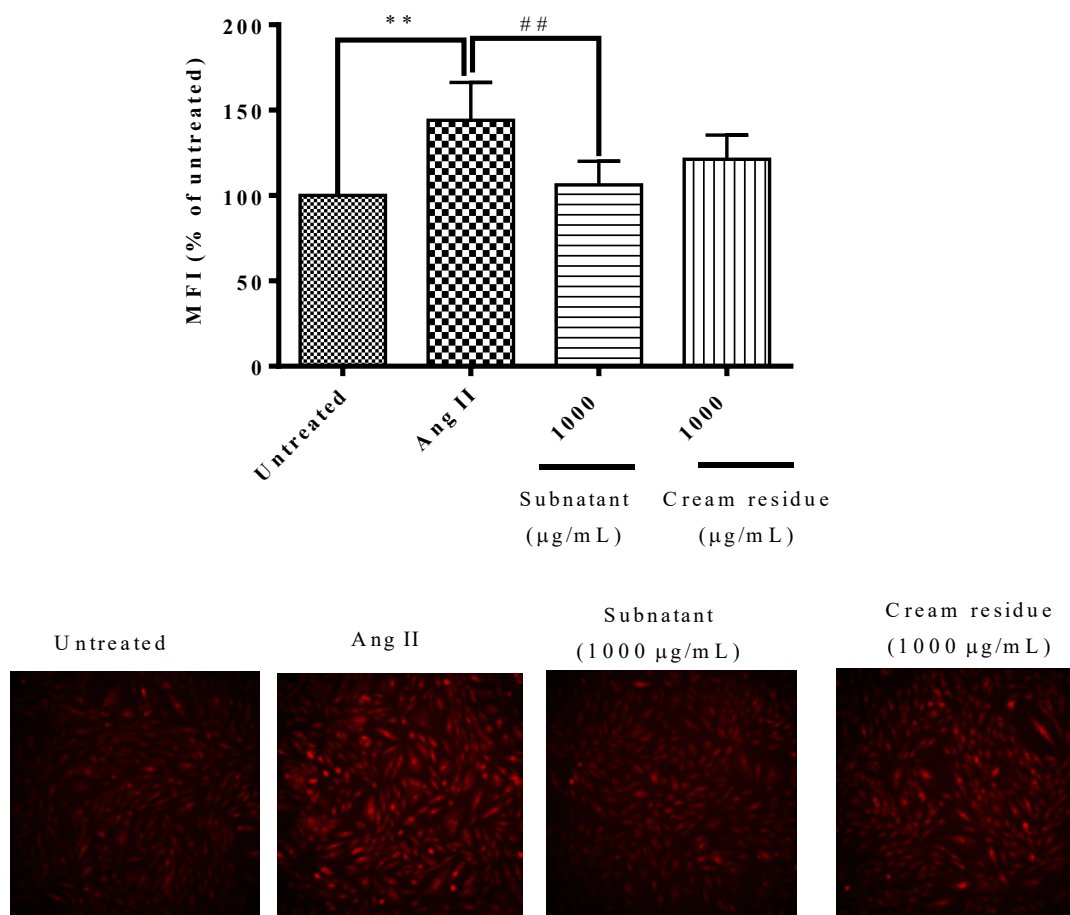 **
##
200
150
100
50
0
MFI (% of untreated)
Untreated
Ang II
1000
1000
Subnatant
(µg/mL)
Cream residue
(µg/mL)
Untreated
Ang II
Subnatant
(1000 µg/mL)
Cream residue
(1000 µg/mL)